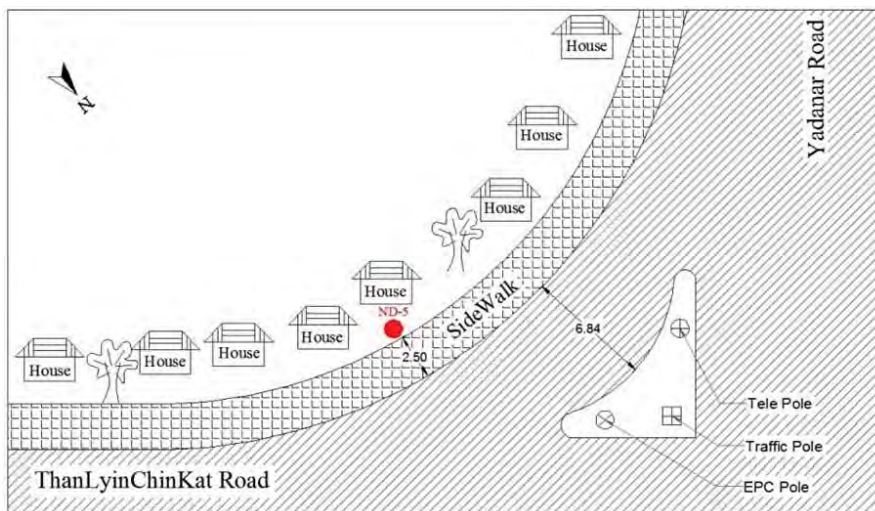 House
Yadanar Road
N
House
House
House
ND-5
SideWalk
House
House
House
House
2.50
6.84
Tele Pole
Traffic Pole
EPC Pole
ThanLyinChinKat Road